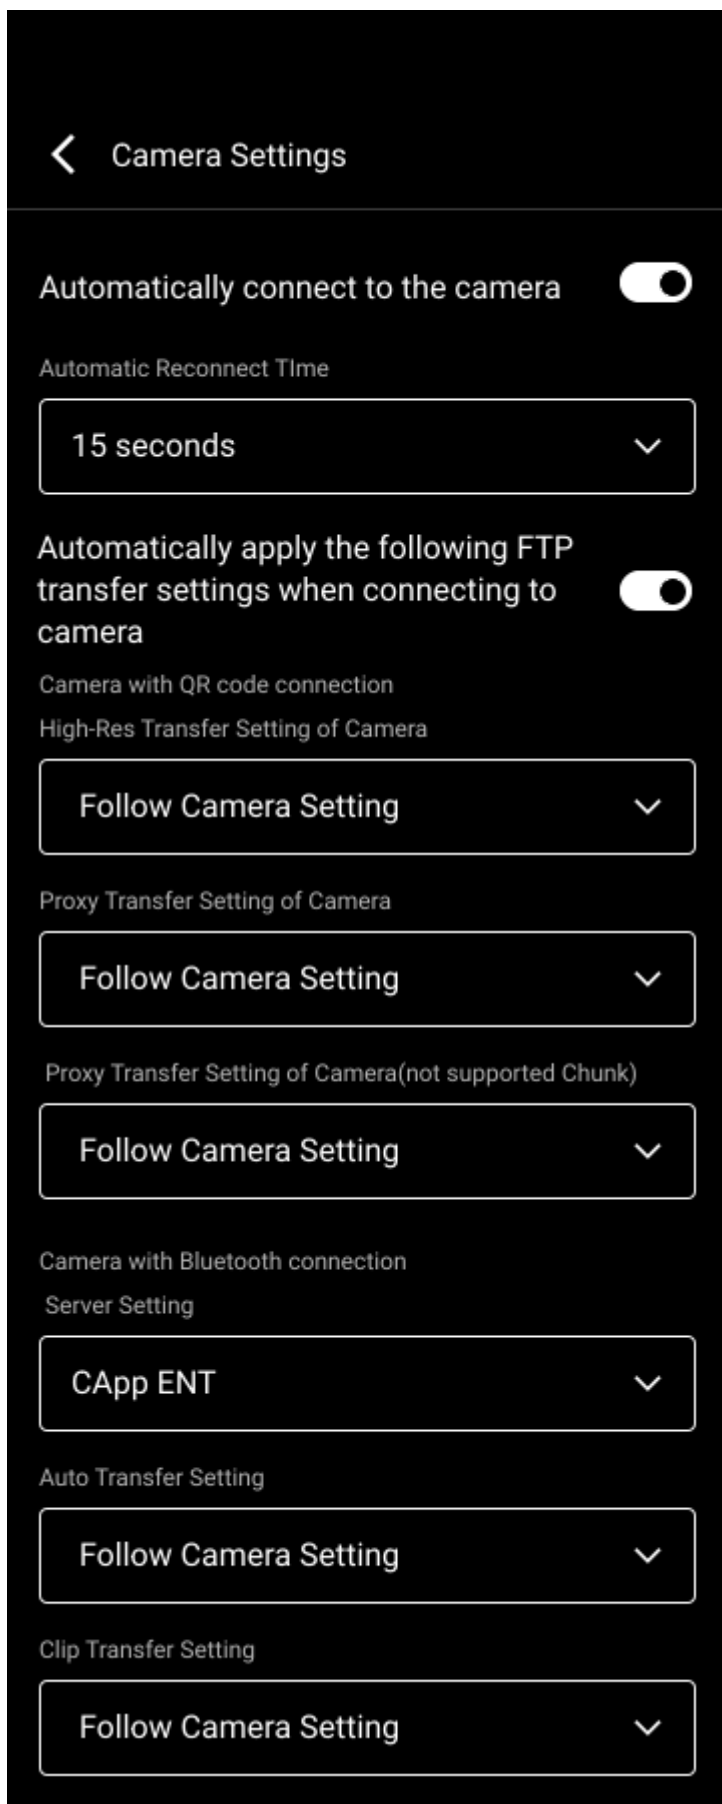 Camera Settings
Automatically connect to the camera
Automatic Reconnect TIme
15 seconds
Automatically apply the following FTP
transfer settings when connecting to
camera
Camera with QR code connection
High-Res Transfer Setting of Camera
Follow Camera Setting
Proxy Transfer Setting of Camera
Follow Camera Setting
Proxy Transfer Setting of Camera(not supported Chunk)
Follow Camera Setting
Camera with Bluetooth connection
Server Setting
CApp ENT
Auto Transfer Setting
Follow Camera Setting
Clip Transfer Setting
Follow Camera Setting